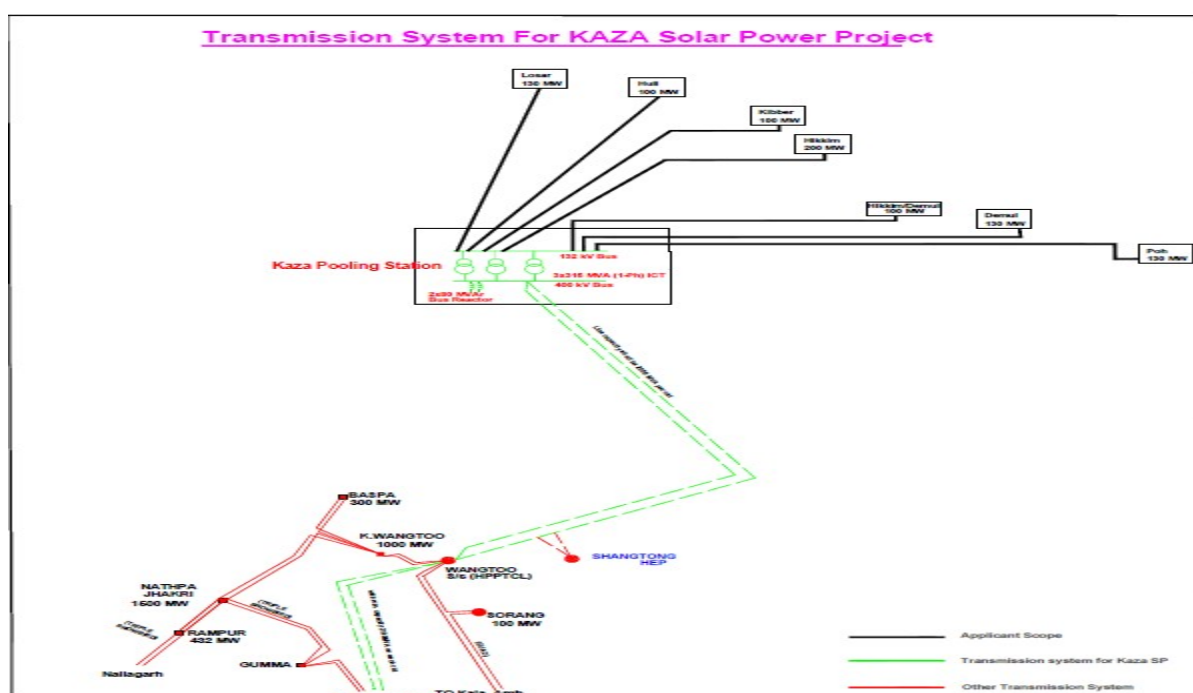 Transmission System For KAZA Solar Power Project
Losar
130 MW
Hull
100 MW
Kibber
100 MW
Hikkim
200 MW
Hikkim/Demul
100 MW
Demul
130 MW
Poh
130 MW
132 kV Bus
Kaza Pooling Station
3x315 MVA (1-Ph) ICT
400 kV Bus
2x80 MVAr
Bus Reactor
BASPA
300 MW
K.WANGTOO
1000 MW
SHANGTONG
HEP
WANGTOO
S/s (HPPTCL)
NATHPA
JHAKRI
1500 MW
SORANG
100 MW
RAMPUR
432 MW
GUMMA
Nallagarh
TO Kala Amb
Applicant Scope
Transmission system for Kaza SP
Other Transmission System